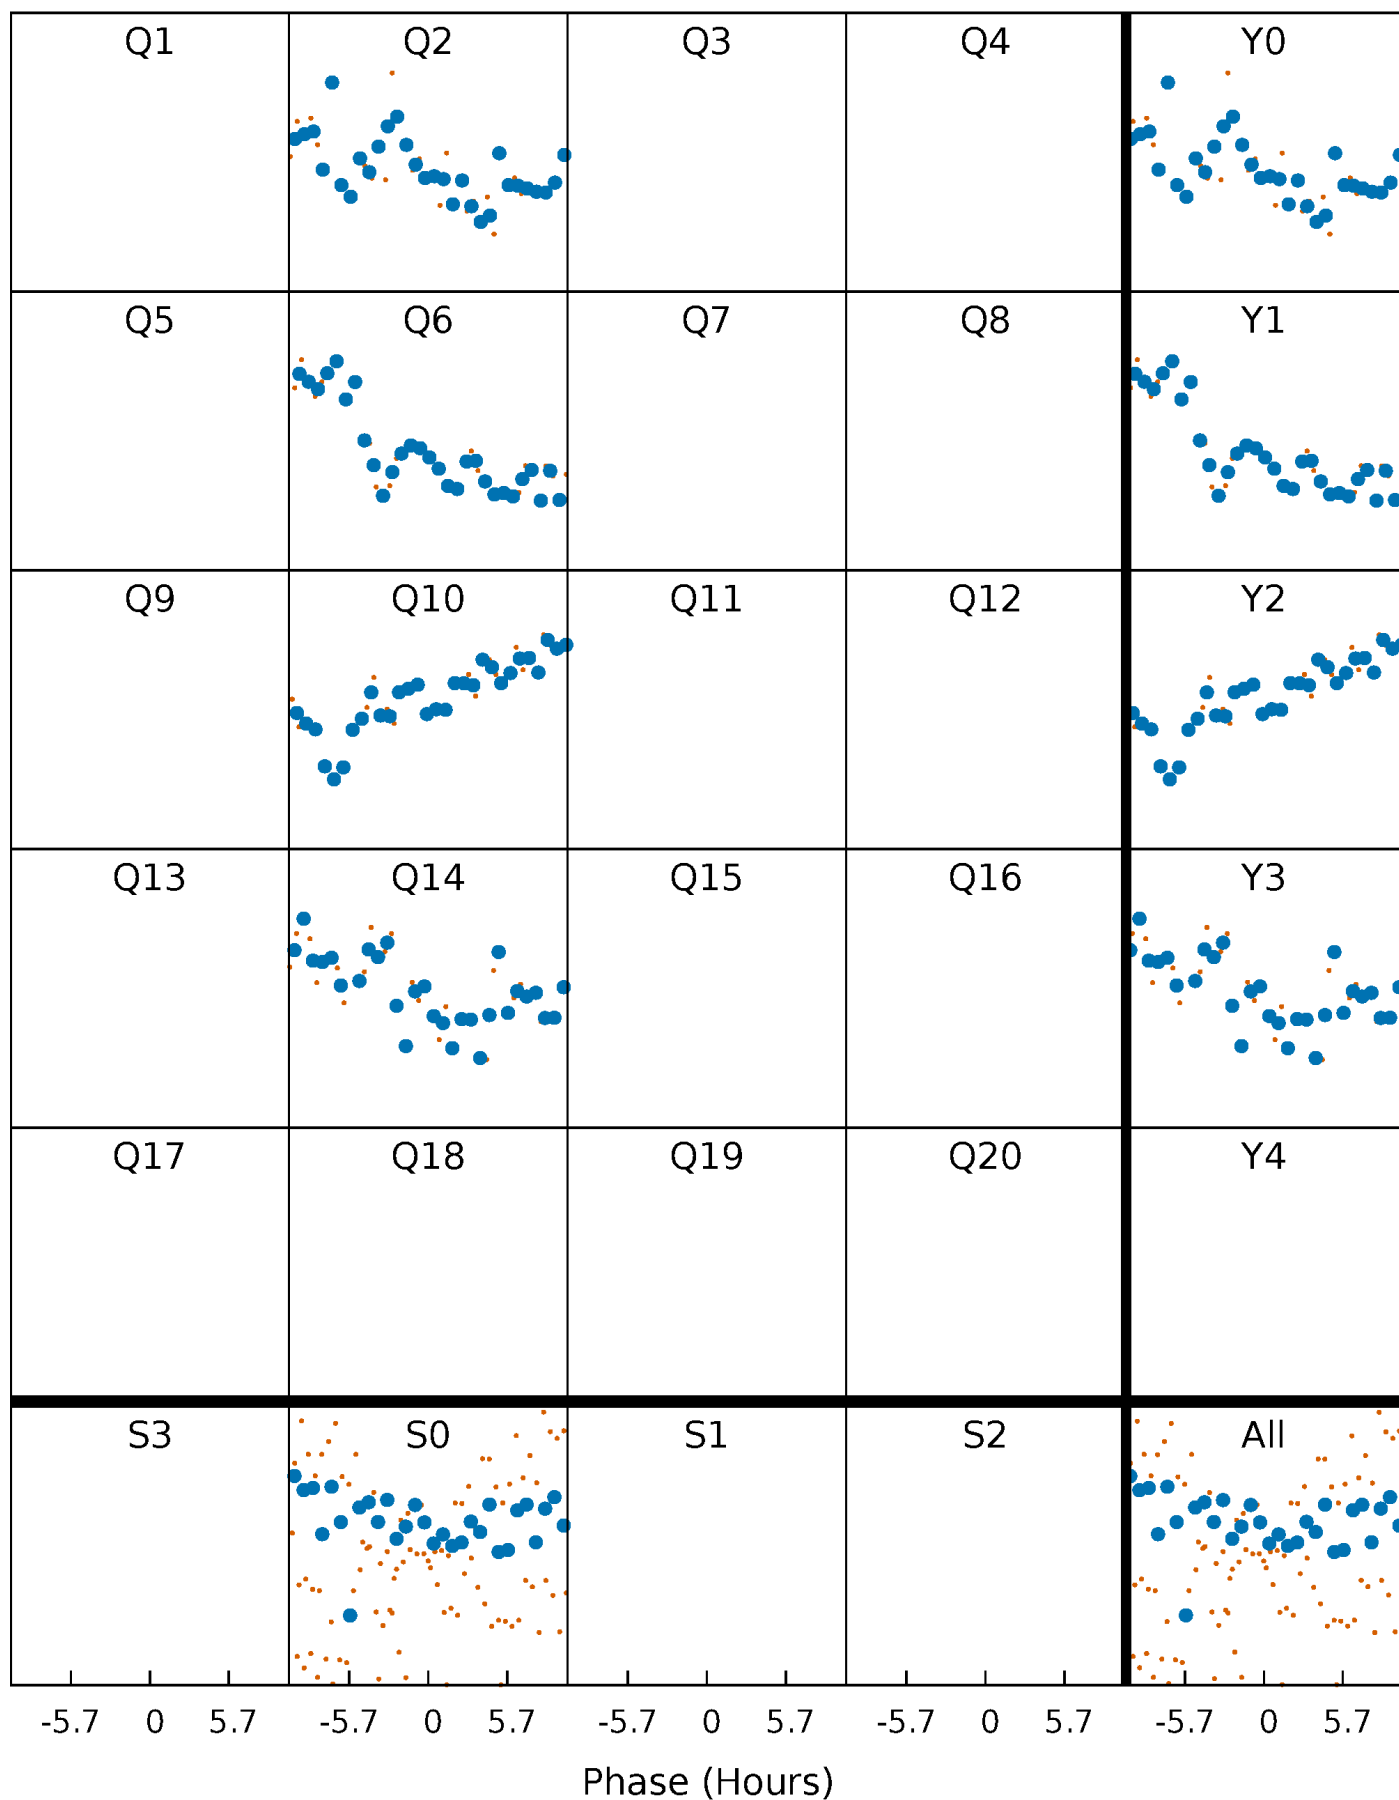 Q1 Q2 Q3 Q4 Y0
Q5 Q6 Q7 Q8 Y1
Q9 Q10 Q11 Q12 Y2
Q13 Q14 Q15 Q16 Y3
Q17 Q18 Q19 Q20 Y4
S3 S0 S1 S2 All
-5.7 0 5.7 -5.7 0 5.7 -5.7 0 5.7 -5.7 0 5.7 -5.7 0 5.7
Phase (Hours)